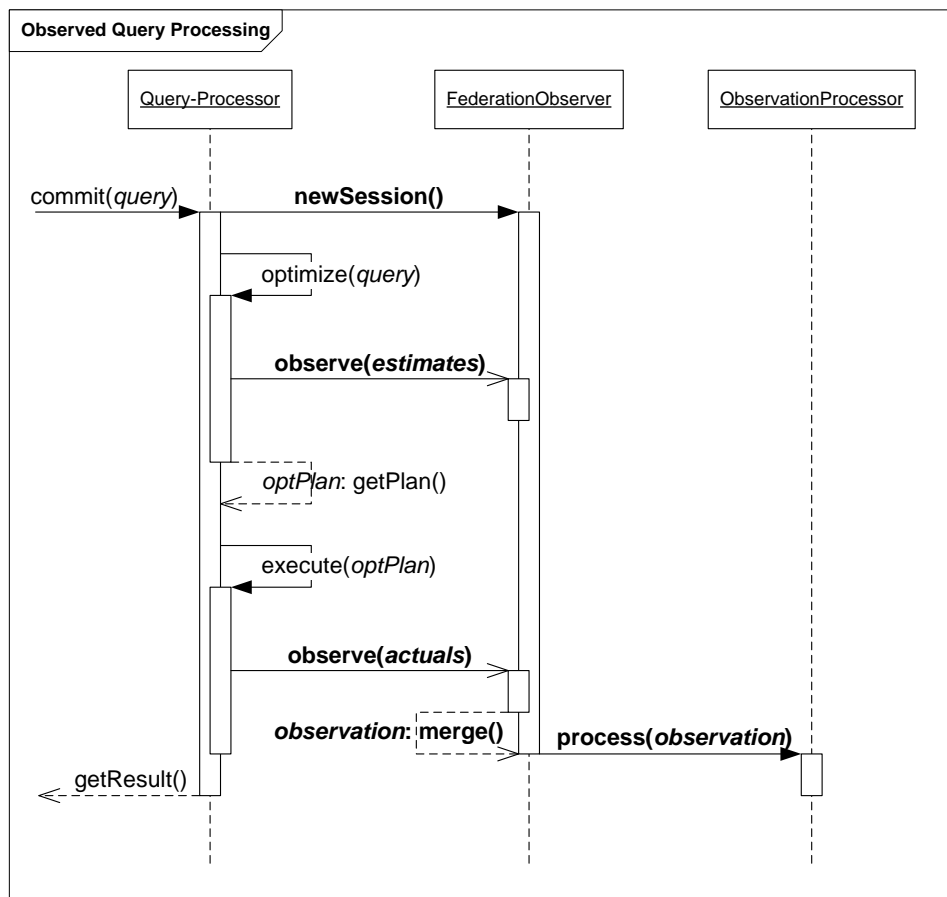 Observed Query Processing
Query-Processor
FederationObserver
ObservationProcessor
commit(query)
newSession()
optimize(query)
observe(estimates)
optPlan: getPlan()
execute(optPlan)
observe(actuals)
observation: merge()
process(observation)
getResult()